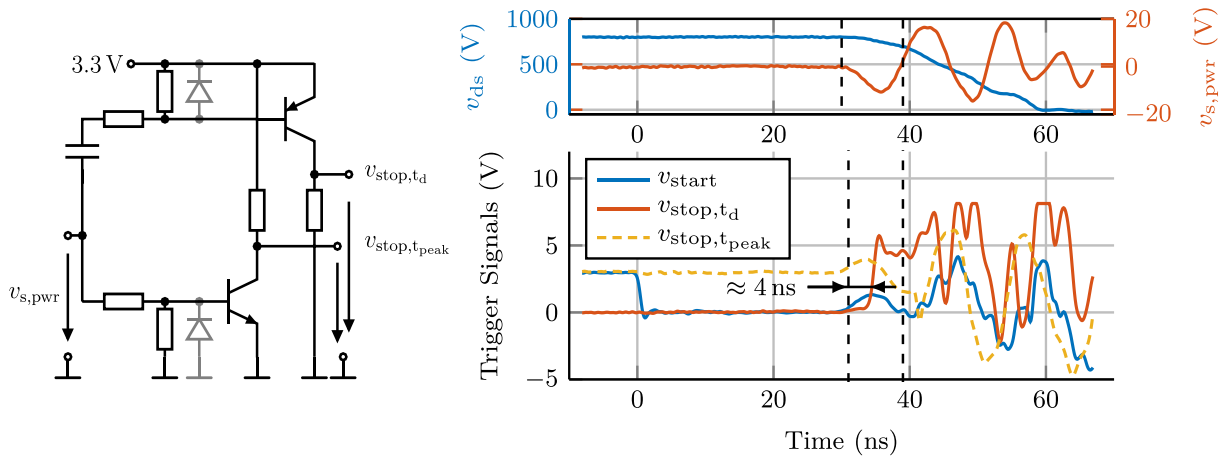 3.3 V
v_stop,t_d
v_stop,t_peak
v_s,pwr
1000
500
0
v_ds (V)
20
0
−20
v_s,pwr (V)
0 20 40 60
10
5
0
−5
Trigger Signals (V)
v_start
v_stop,t_d
v_stop,t_peak
≈ 4 ns
0 20 40 60
Time (ns)